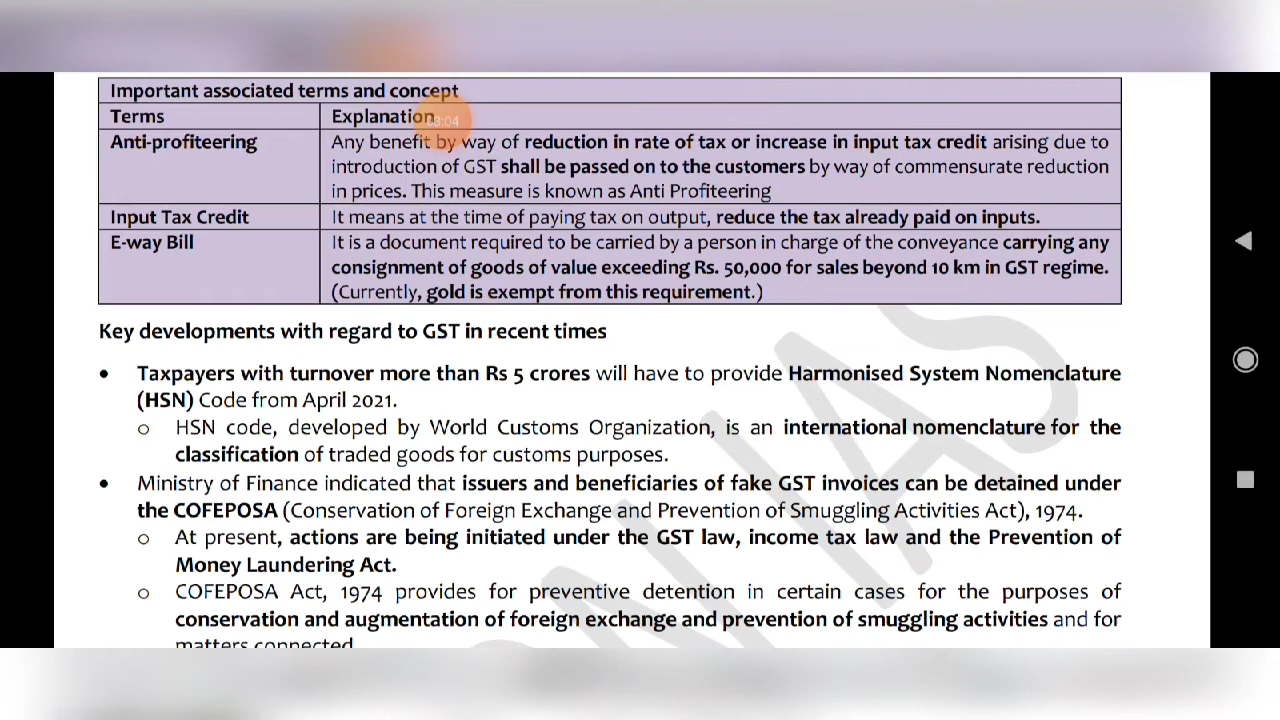 Important associated terms and concept
Terms Explanation
03:04
Anti-profiteering Any benefit by way of reduction in rate of tax or increase in input tax credit arising due to
introduction of GST shall be passed on to the customers by way of commensurate reduction
in prices. This measure is known as Anti Profiteering
Input Tax Credit It means at the time of paying tax on output, reduce the tax already paid on inputs.
E-way Bill It is a document required to be carried by a person in charge of the conveyance carrying any
consignment of goods of value exceeding Rs. 50,000 for sales beyond 10 km in GST regime.
(Currently, gold is exempt from this requirement.)
Key developments with regard to GST in recent times
• Taxpayers with turnover more than Rs 5 crores will have to provide Harmonised System Nomenclature
(HSN) Code from April 2021.
o HSN code, developed by World Customs Organization, is an international nomenclature for the
classification of traded goods for customs purposes.
• Ministry of Finance indicated that issuers and beneficiaries of fake GST invoices can be detained under
the COFEPOSA (Conservation of Foreign Exchange and Prevention of Smuggling Activities Act), 1974.
o At present, actions are being initiated under the GST law, income tax law and the Prevention of
Money Laundering Act.
o COFEPOSA Act, 1974 provides for preventive detention in certain cases for the purposes of
conservation and augmentation of foreign exchange and prevention of smuggling activities and for
matters connected
ON IAS